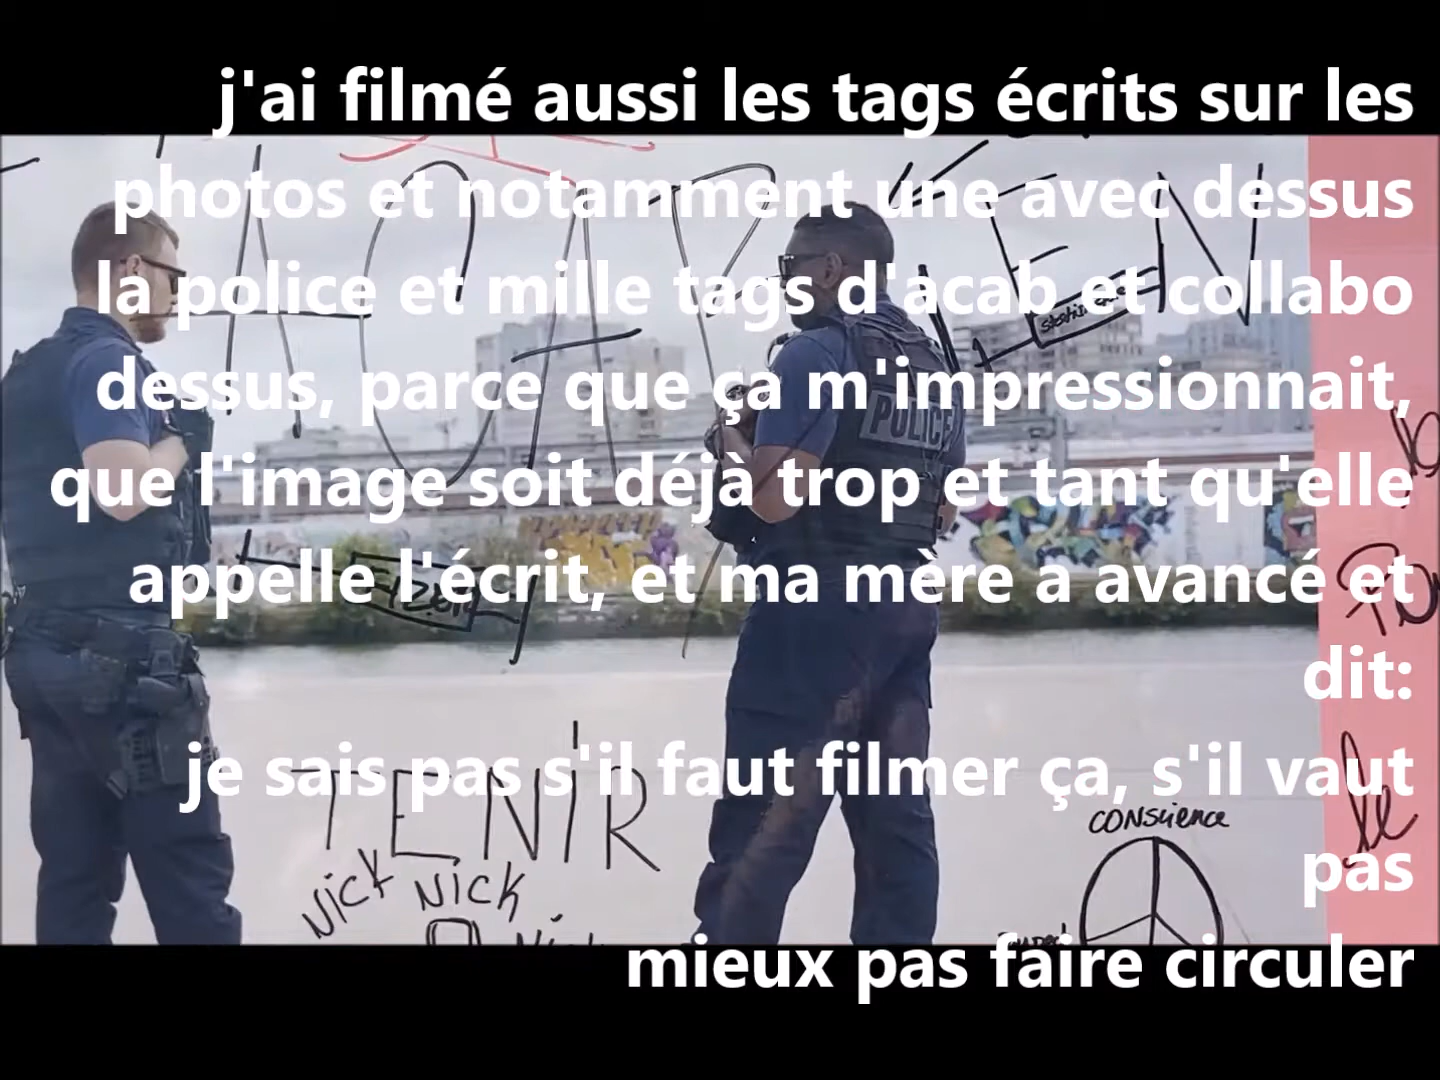 j'ai filmé aussi les tags écrits sur les
photos et notamment une avec dessus
la police et mille tags d'acab et collabo
dessus, parce que ça m'impressionnait,
que l'image soit déjà trop et tant qu'elle
appelle l'écrit, et ma mère a avancé et
dit:
je sais pas s'il faut filmer ça, s'il vaut
pas
mieux pas faire circuler
POLICE
TENIR
NICK NICK
CONSCIENCE
le